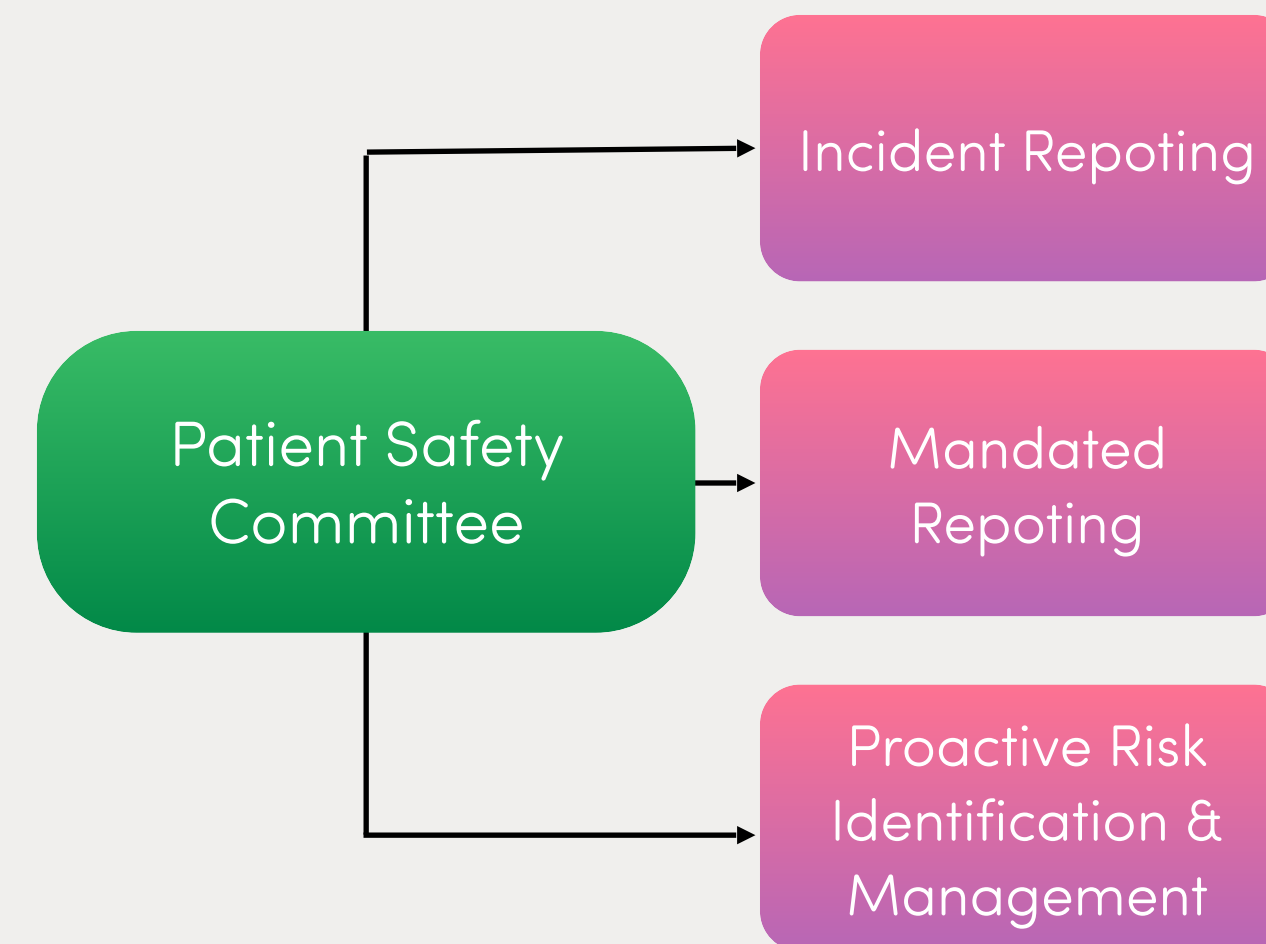 Incident Repoting
Patient Safety
Committee
Mandated
Repoting
Proactive Risk
Identification &
Management